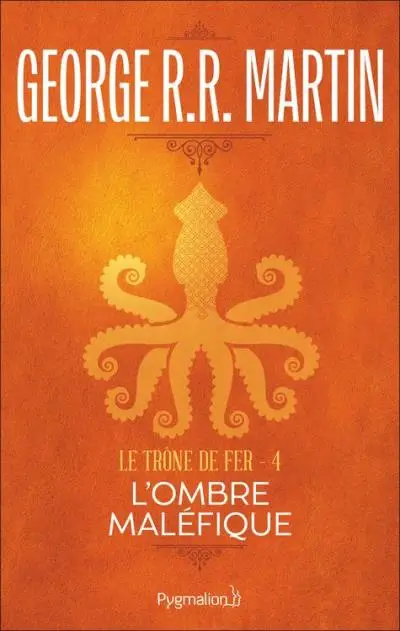 GEORGE R.R. MARTIN
LE TRÔNE DE FER - 4
L'OMBRE
MALÉFIQUE
Pygmalion